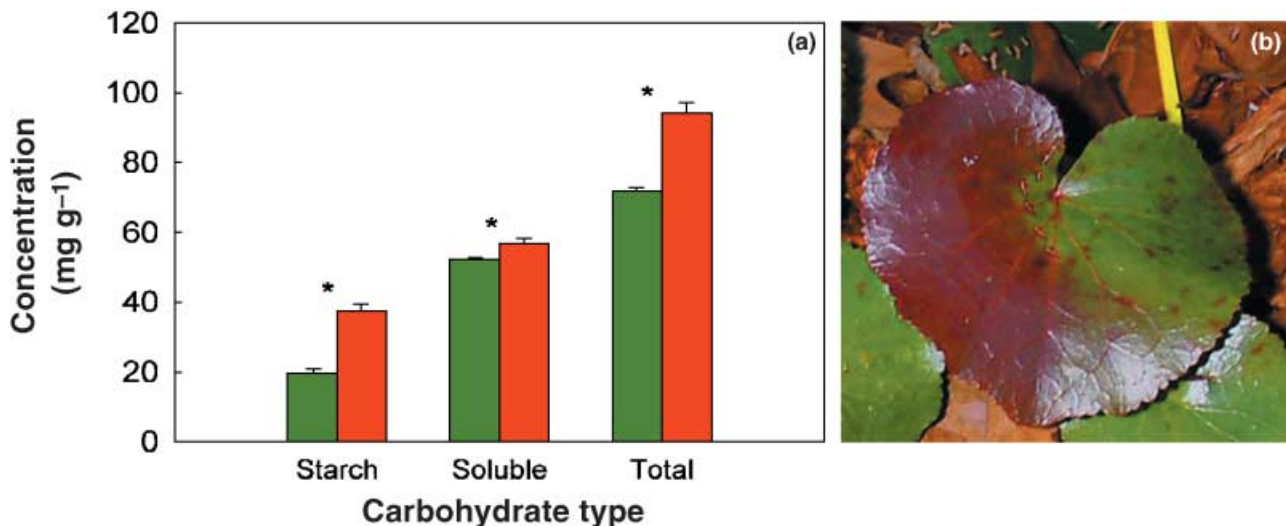 120
100
80
60
40
20
0
Concentration
(mg g⁻¹)
(a)
*
*
*
Starch Soluble Total
Carbohydrate type
(b)